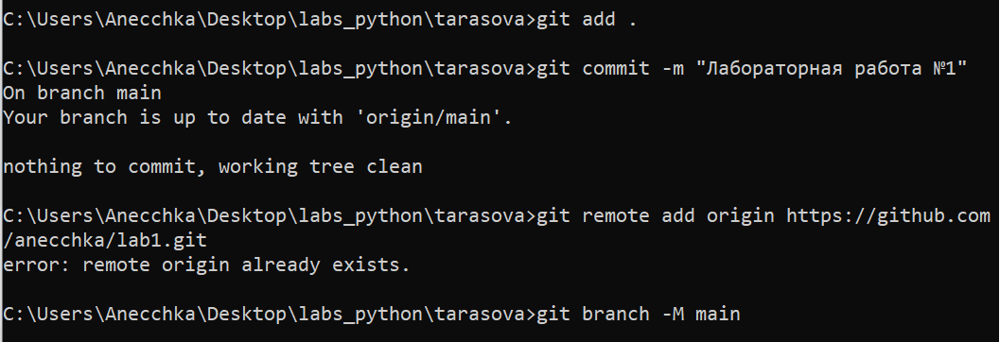 C:\Users\Anecchka\Desktop\labs_python\tarasova>git add .
C:\Users\Anecchka\Desktop\labs_python\tarasova>git commit -m "Лабораторная работа №1"
On branch main
Your branch is up to date with 'origin/main'.
nothing to commit, working tree clean
C:\Users\Anecchka\Desktop\labs_python\tarasova>git remote add origin https://github.com
/anecchka/lab1.git
error: remote origin already exists.
C:\Users\Anecchka\Desktop\labs_python\tarasova>git branch -M main